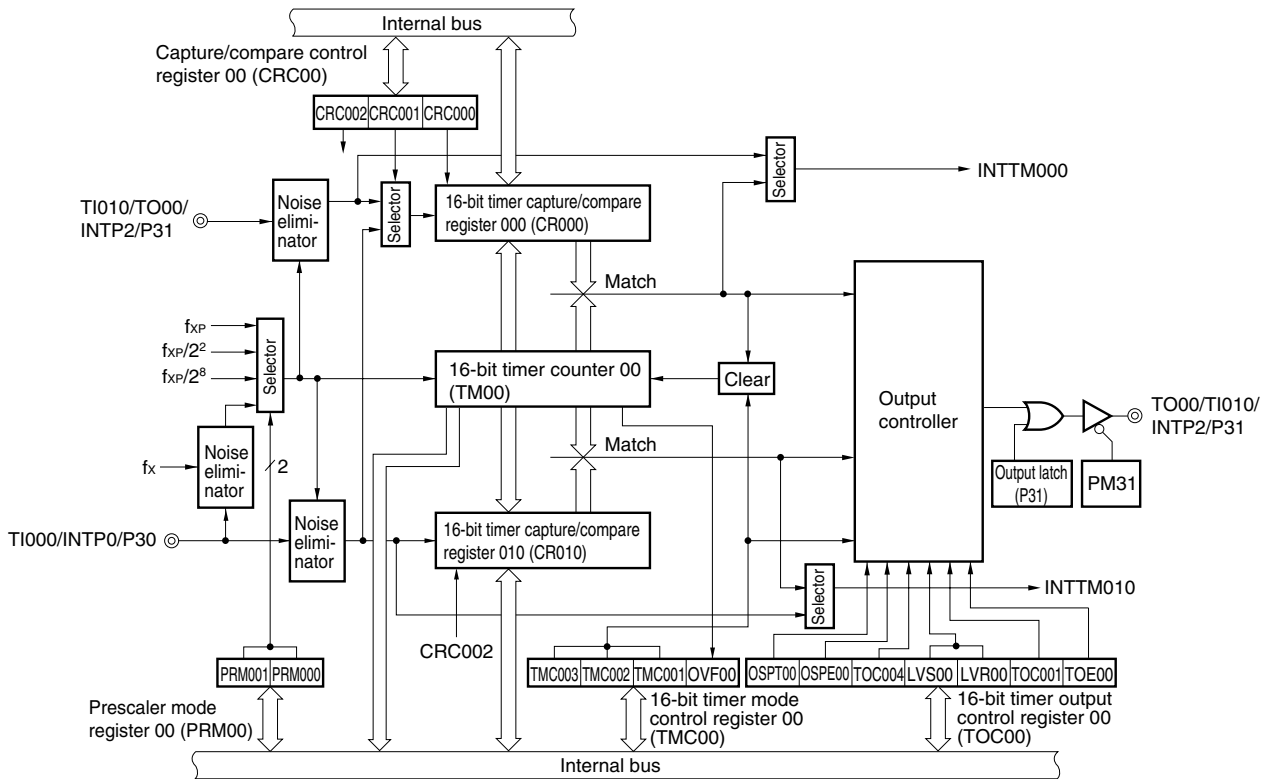 Internal bus
Capture/compare control
register 00 (CRC00)
CRC002 CRC001 CRC000
TI010/TO00/
INTP2/P31
Noise
elimi-
nator
Selector
16-bit timer capture/compare
register 000 (CR000)
Selector
INTTM000
Match
fXP
fXP/2²
fXP/2⁸
Selector
16-bit timer counter 00
(TM00)
Clear
Output
controller
TO00/TI010/
INTP2/P31
fX
Noise
elimi-
nator
2
Match
Output latch
(P31)
PM31
TI000/INTP0/P30
Noise
elimi-
nator
16-bit timer capture/compare
register 010 (CR010)
Selector
INTTM010
CRC002
PRM001 PRM000
TMC003 TMC002 TMC001 OVF00
OSPT00 OSPE00 TOC004 LVS00 LVR00 TOC001 TOE00
Prescaler mode
register 00 (PRM00)
16-bit timer mode
control register 00
(TMC00)
16-bit timer output
control register 00
(TOC00)
Internal bus